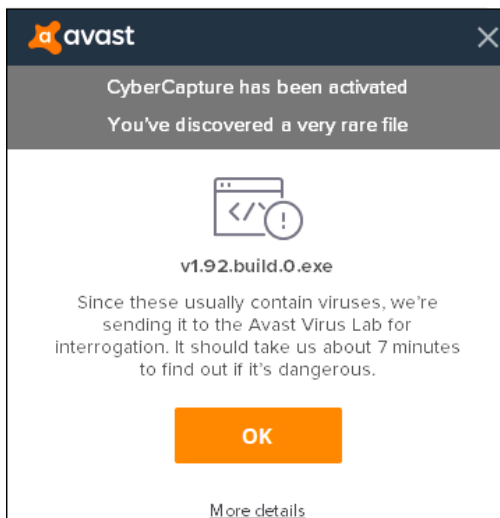 avast
CyberCapture has been activated
You've discovered a very rare file
</>
!
v1.92.build.0.exe
Since these usually contain viruses, we're
sending it to the Avast Virus Lab for
interrogation. It should take us about 7 minutes
to find out if it's dangerous.
OK
More details